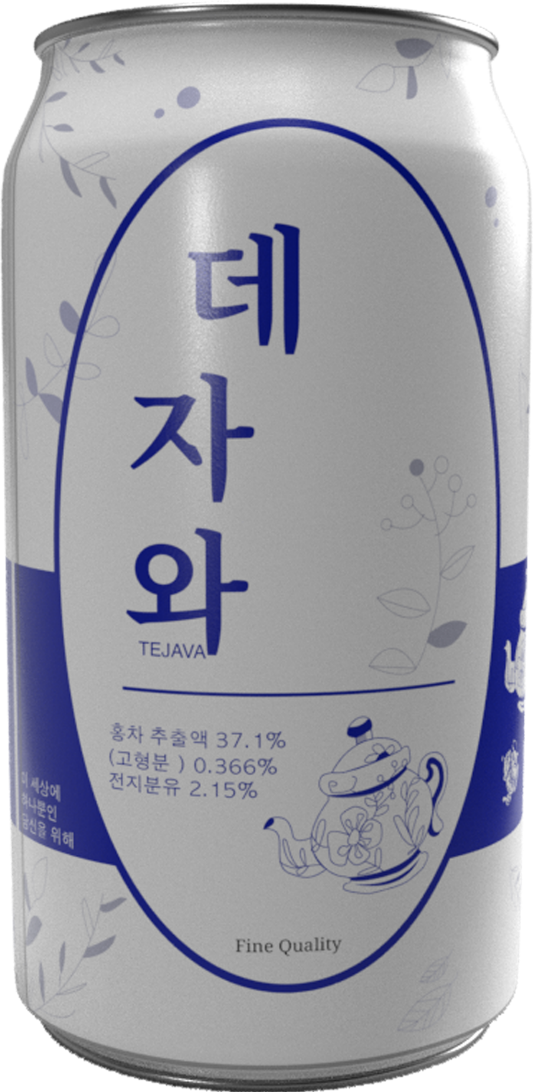 데
자
와
TEJAVA
홍차 추출액 37.1%
(고형분 ) 0.366%
전지분유 2.15%
이 세상에
하나뿐인
당신을 위해
Fine Quality